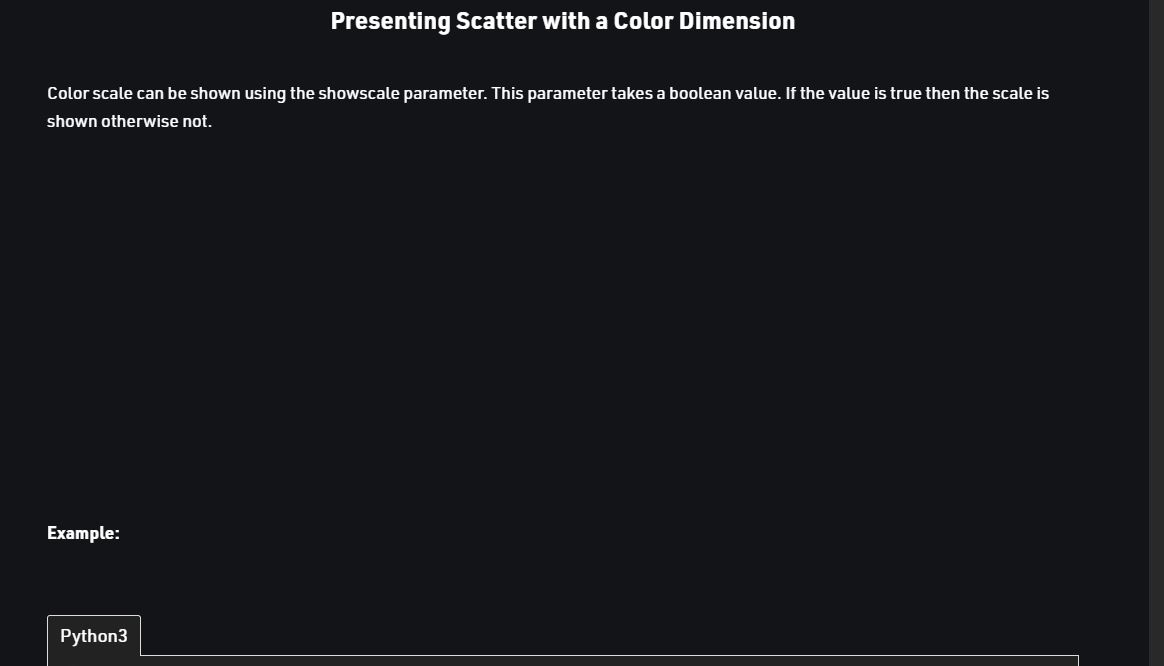 Presenting Scatter with a Color Dimension
Color scale can be shown using the showscale parameter. This parameter takes a boolean value. If the value is true then the scale is
shown otherwise not.
Example:
Python3